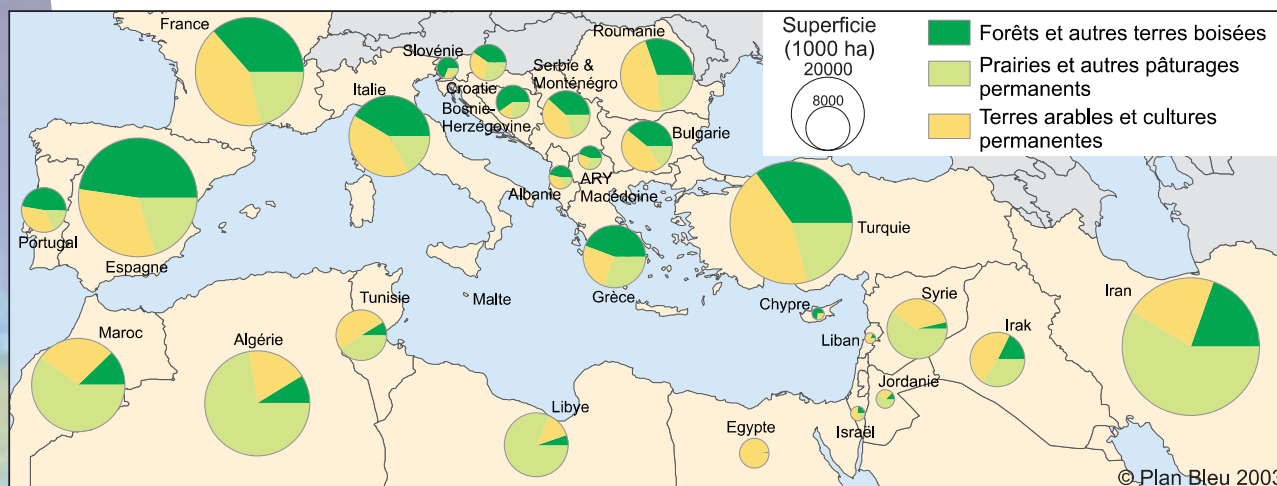 France
Slovénie
Roumanie
Superficie
(1000 ha)
20000
8000
Forêts et autres terres boisées
Prairies et autres pâturages
permanents
Terres arables et cultures
permanentes
Italie
Croatie
Serbie &
Monténégro
Bosnie-
Herzégovine
Bulgarie
Albanie
ARY
Macédoine
Portugal
Espagne
Turquie
Grèce
Malte
Chypre
Tunisie
Maroc
Algérie
Syrie
Iran
Liban
Irak
Jordanie
Libye
Egypte
Israël
© Plan Bleu 2003